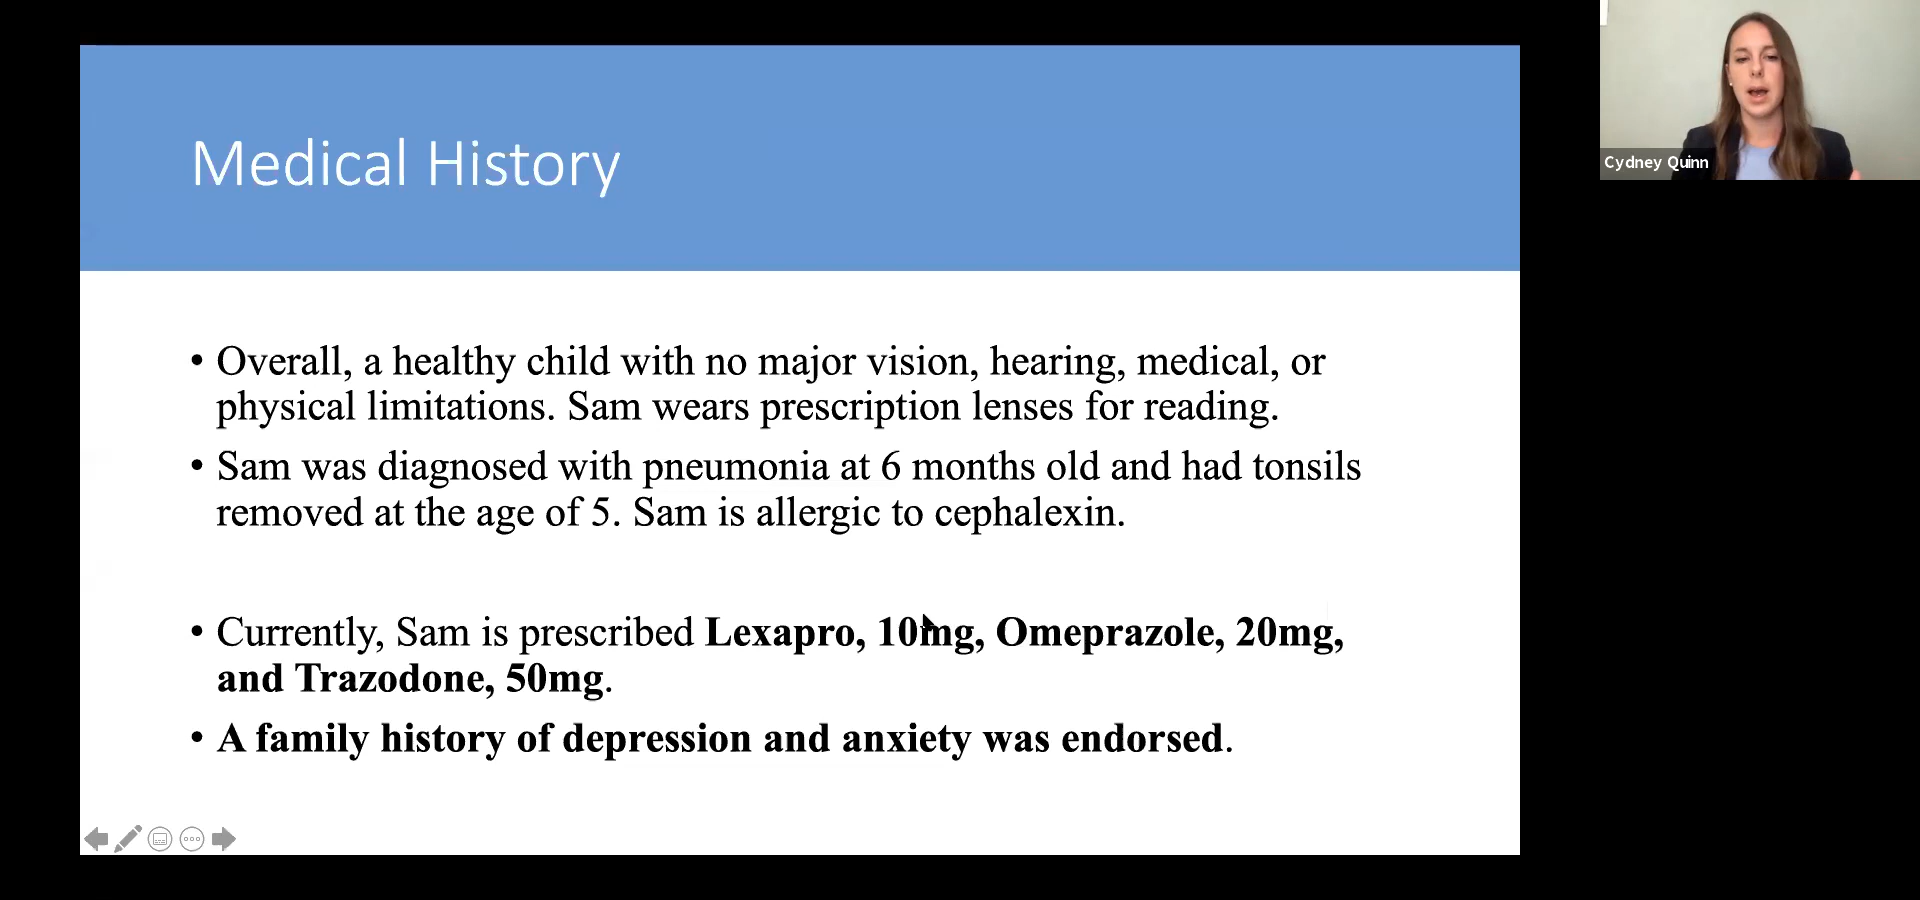 Medical History
Cydney Quinn
• Overall, a healthy child with no major vision, hearing, medical, or
physical limitations. Sam wears prescription lenses for reading.
• Sam was diagnosed with pneumonia at 6 months old and had tonsils
removed at the age of 5. Sam is allergic to cephalexin.
• Currently, Sam is prescribed Lexapro, 10mg, Omeprazole, 20mg,
and Trazodone, 50mg.
• A family history of depression and anxiety was endorsed.